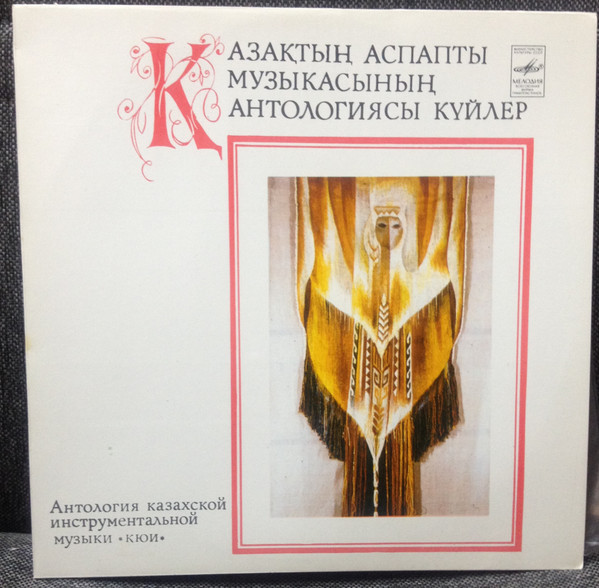 ҚАЗАҚТЫҢ АСПАПТЫ
МУЗЫКАСЫНЫҢ
АНТОЛОГИЯСЫ КҮЙЛЕР
МЕЛОДИЯ
Антология казахской
инструментальной
музыки «кюи»